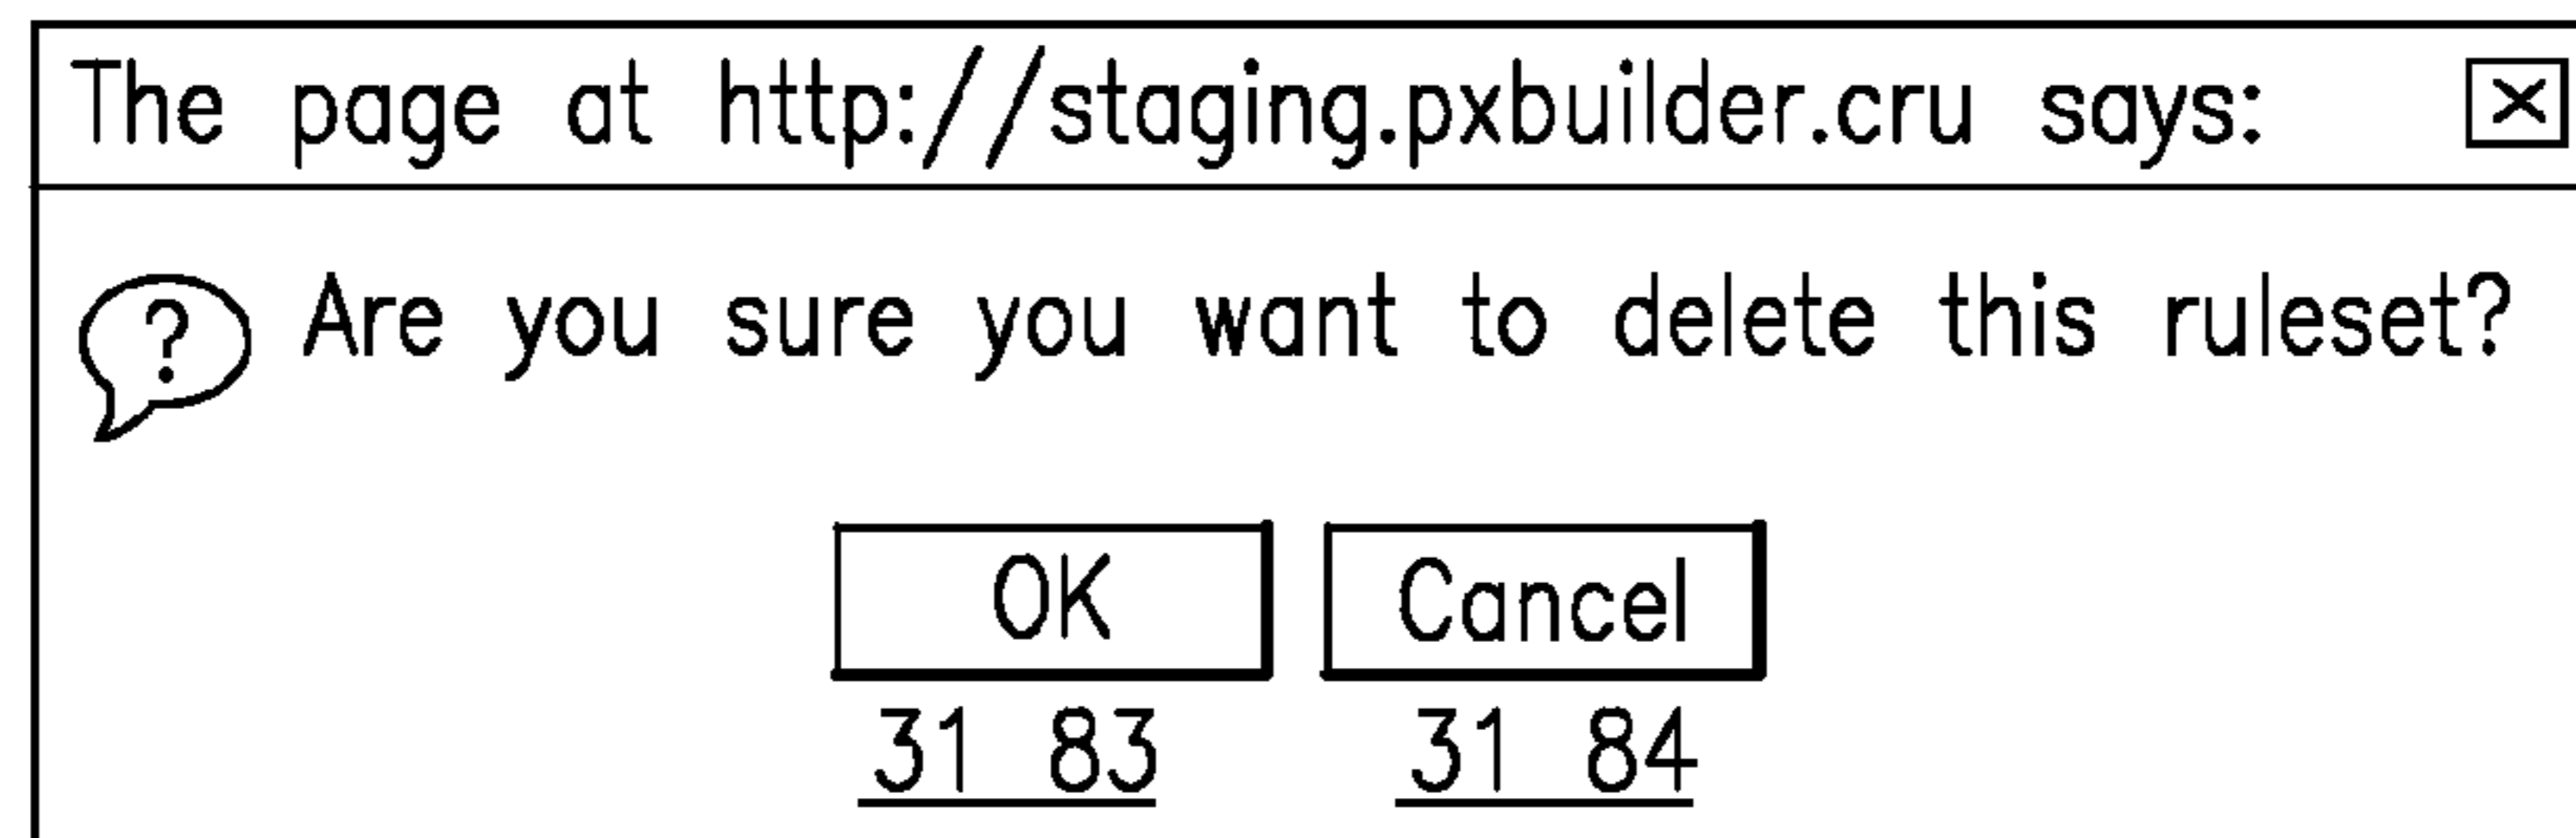 The page at http://staging.pxbuilder.cru says: X
? Are you sure you want to delete this ruleset?
OK Cancel
31 83 31 84